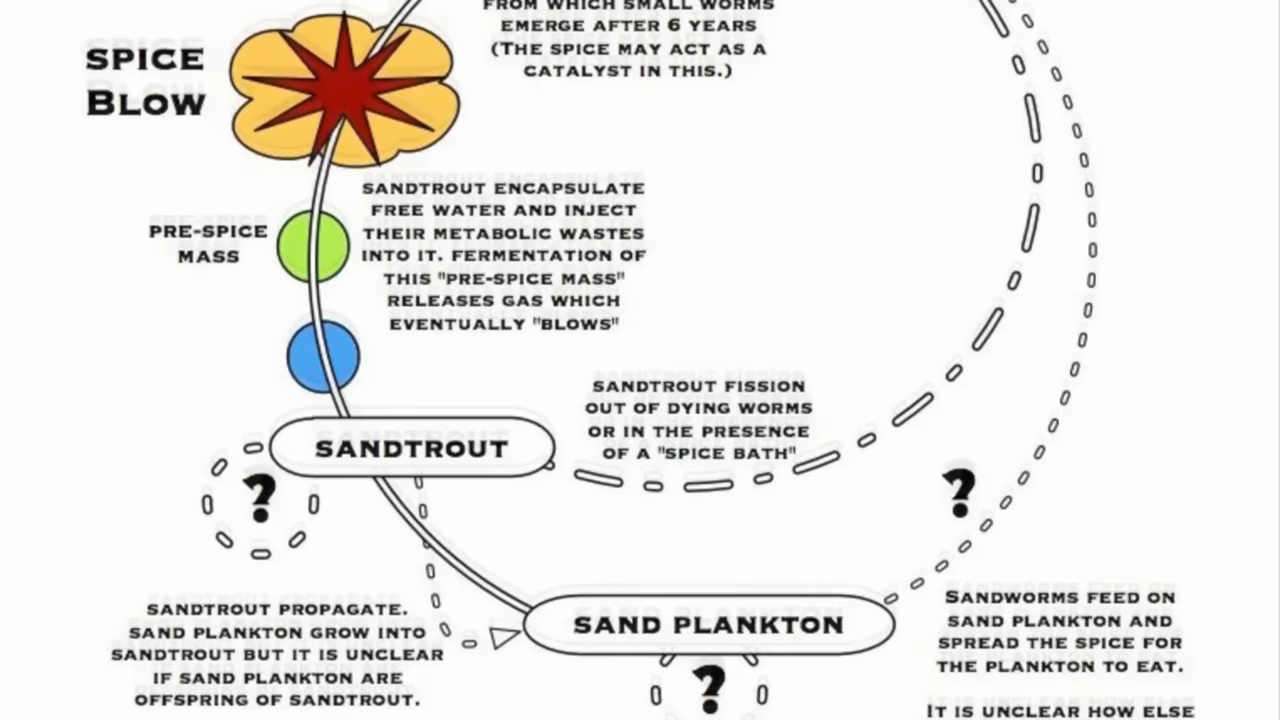 FROM WHICH SMALL WORMS
EMERGE AFTER 6 YEARS
(THE SPICE MAY ACT AS A
CATALYST IN THIS.)
SPICE
BLOW
SANDTROUT ENCAPSULATE
FREE WATER AND INJECT
THEIR METABOLIC WASTES
INTO IT. FERMENTATION OF
THIS "PRE-SPICE MASS"
RELEASES GAS WHICH
EVENTUALLY "BLOWS"
PRE-SPICE
MASS
SANDTROUT FISSION
OUT OF DYING WORMS
OR IN THE PRESENCE
OF A "SPICE BATH"
SANDTROUT
?
?
SANDTROUT PROPAGATE.
SAND PLANKTON GROW INTO
SANDTROUT BUT IT IS UNCLEAR
IF SAND PLANKTON ARE
OFFSPRING OF SANDTROUT.
SAND PLANKTON
?
SANDWORMS FEED ON
SAND PLANKTON AND
SPREAD THE SPICE FOR
THE PLANKTON TO EAT.
IT IS UNCLEAR HOW ELSE